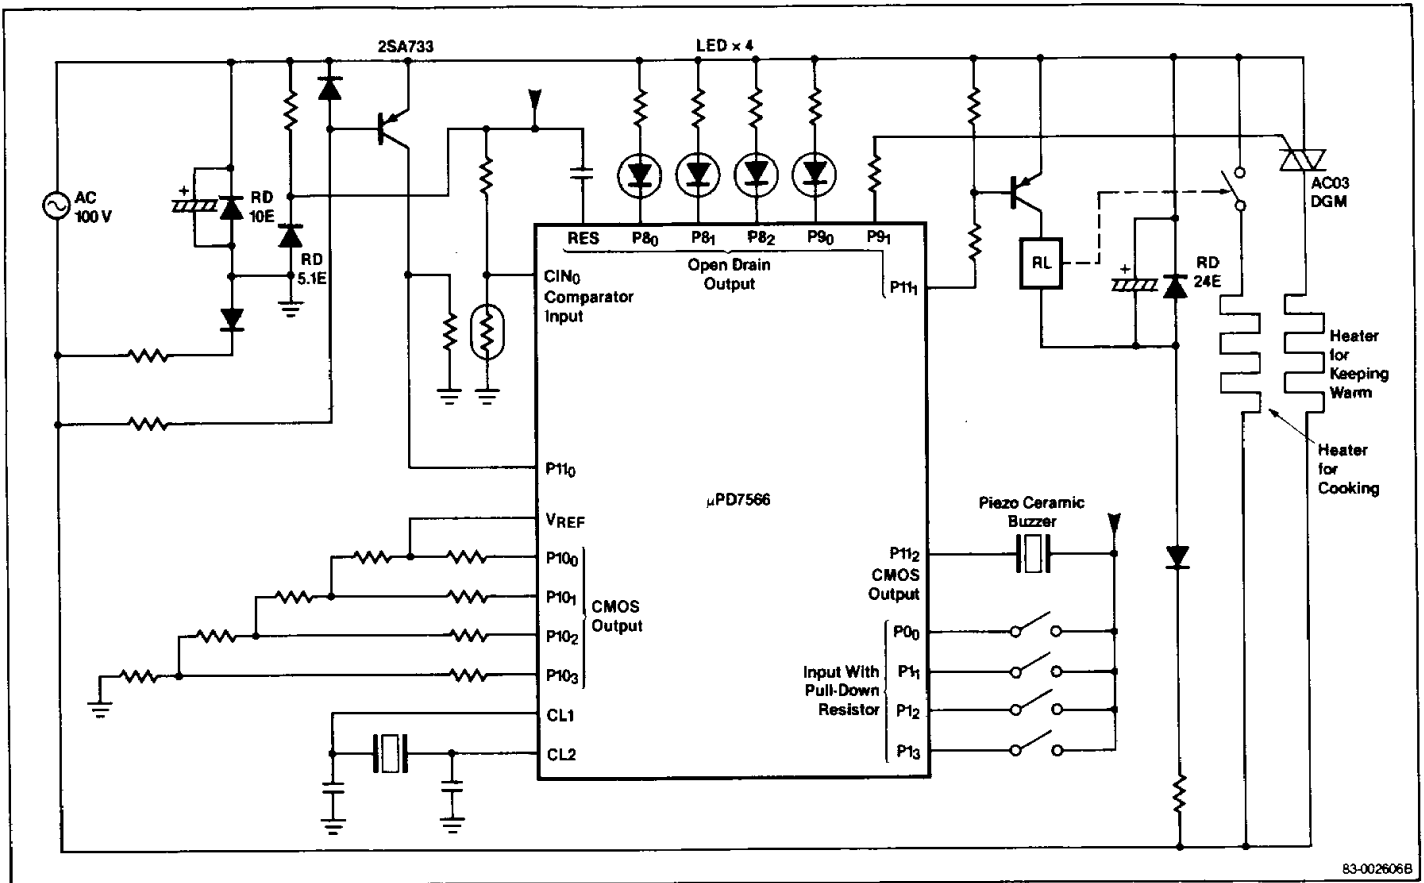 2SA733
LED × 4
+
AC
100 V
RD
10E
RD
5.1E
AC03
DGM
RES
P8₀
P8₁
P8₂
P9₀
P9₁
Open Drain
Output
CIN₀
Comparator
Input
P11₁
RL
+
RD
24E
Heater
for
Keeping
Warm
Heater
for
Cooking
P11₀
μPD7566
VREF
Piezo Ceramic
Buzzer
P10₀
P10₁
P10₂
P10₃
CMOS
Output
P11₂
CMOS
Output
P0₀
P1₁
P1₂
P1₃
Input With
Pull-Down
Resistor
CL1
CL2
83-002606B